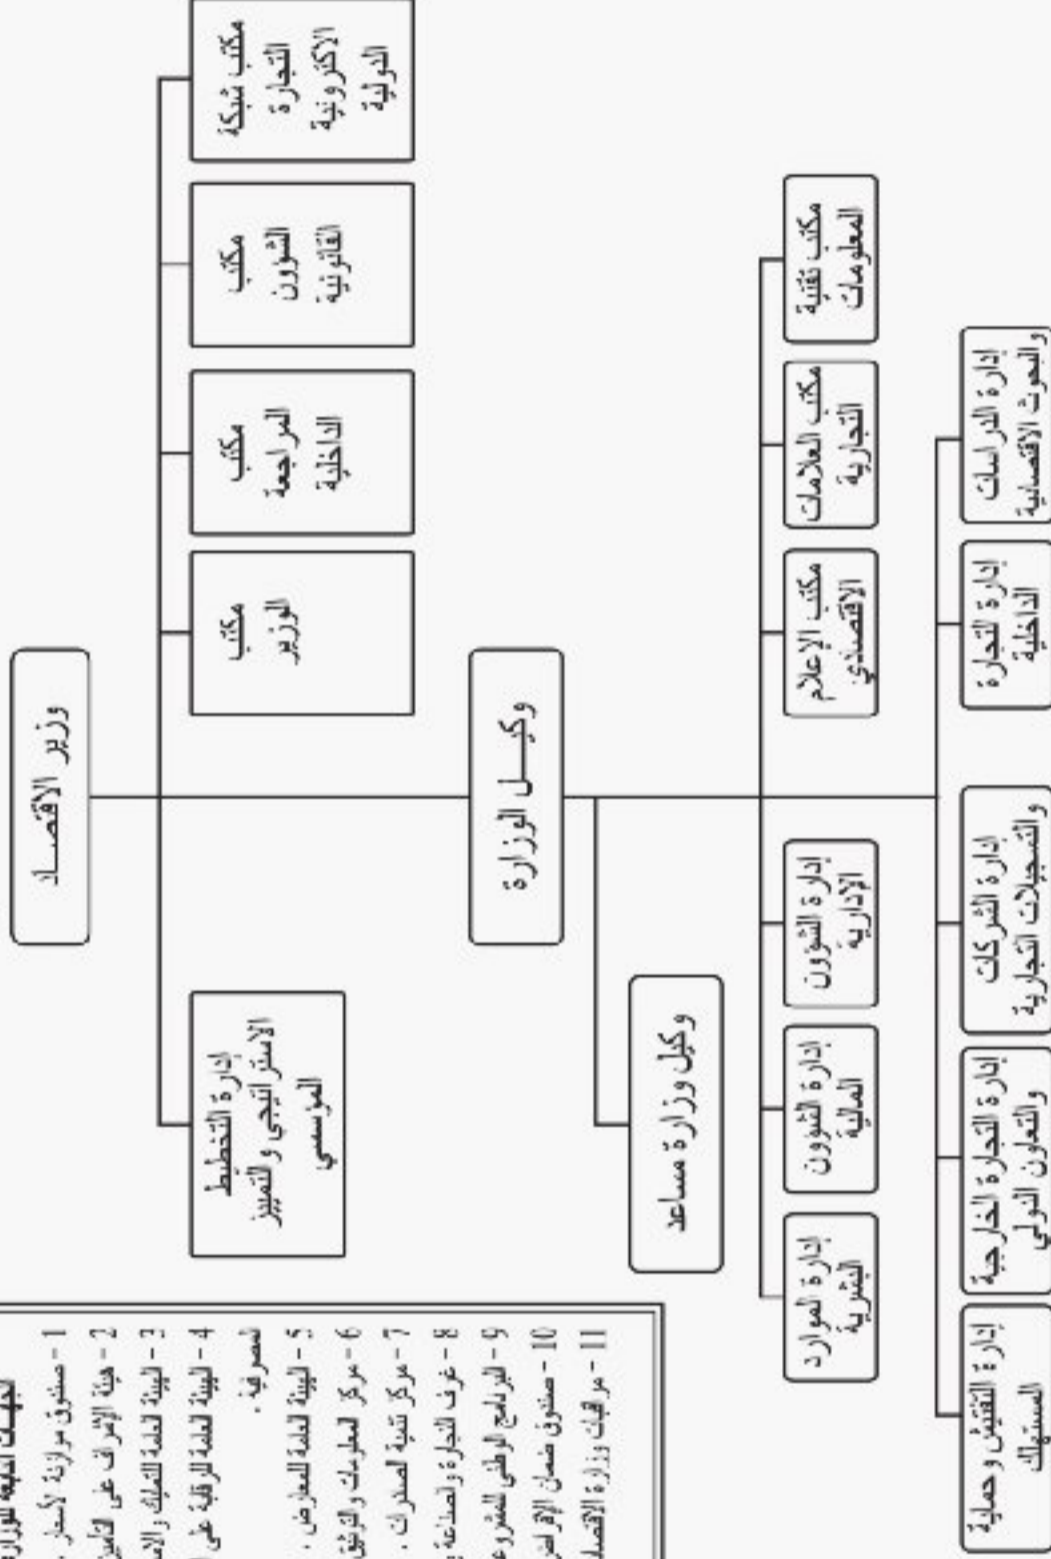 وزير الاقتصـــاد
إدارة التخطيط
الاستراتيجي والتمييز
المؤسسي
مكتب
الوزير
مكتب
المراجعة
الداخلية
مكتب
الشؤون
القانونية
مكتب شبكة
التجارة
الالكترونية
الدولية
وكيـــل الوزارة
وكيل وزارة مساعد
إدارة الموارد
البشرية
إدارة الشؤون
المالية
إدارة الشؤون
الإدارية
مكتب الإعلام
الاقتصادي
مكتب العلامات
التجارية
مكتب تقنية
المعلومات
إدارة التفتيش وحماية
المستهلك
إدارة التجارة الخارجية
والتعاون الدولي
إدارة الشركات
والتسجيلات التجارية
إدارة التجارة
الداخلية
إدارة الدراسات
والبحوث الاقتصادية
الجهات التابعة للوزارة
1 - صندوق موازنة الأسعار .
2 - هيئة الإشراف على التأمين
3 - الهيئة العامة للتمليك
4 - الهيئة العامة للرقابة على
5 - الهيئة العامة للمعارض .
المصرفية .
6 - مركز المعلومات والتوثيق
7 - مركز تنمية الصادرات .
8 - غرف التجارة والصناعة
9 - البرنامج الوطني للمشروعات
10 - صندوق ضمان الإقراض
11 - مراقبات وزارة الاقتصاد